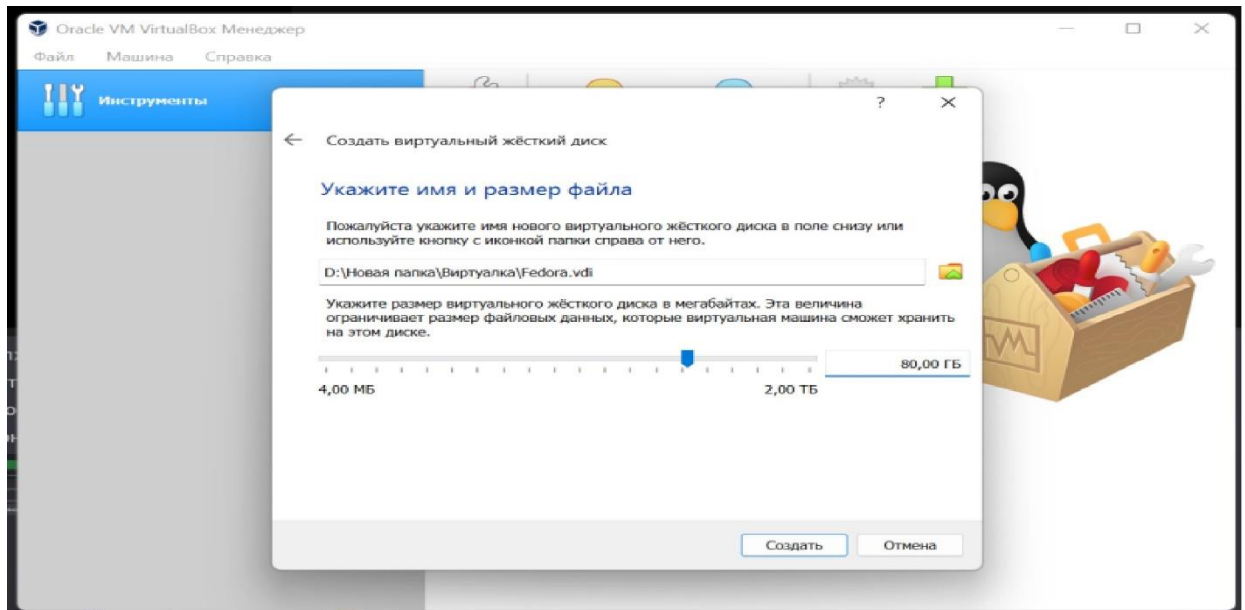 Oracle VM VirtualBox Менеджер
Файл Машина Справка
Инструменты
?
Создать виртуальный жёсткий диск
Укажите имя и размер файла
Пожалуйста укажите имя нового виртуального жёсткого диска в поле снизу или
используйте кнопку с иконкой папки справа от него.
D:\Новая папка\Виртуалка\Fedora.vdi
Укажите размер виртуального жёсткого диска в мегабайтах. Эта величина
ограничивает размер файловых данных, которые виртуальная машина сможет хранить
на этом диске.
80,00 ГБ
4,00 МБ 2,00 ТБ
Создать Отмена